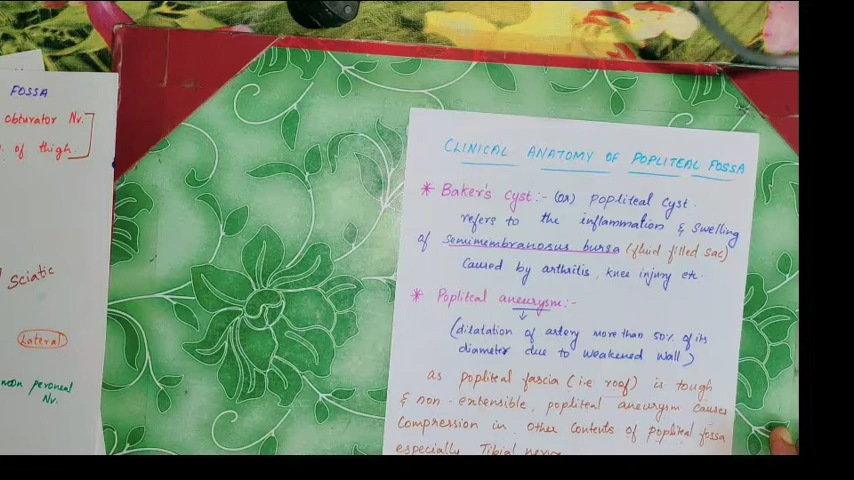 FOSSA
obturator Nr.
. of thigh.
Sciatic
Lateral
peroneal
Nr.
CLINICAL ANATOMY OF POPLITEAL FOSSA
* Baker's cyst :- (or) popliteal cyst.
refers to the inflammation & swelling
of semimembranosus bursa (fluid filled sac)
caused by arthritis, knee injury etc.
* Popliteal aneurysm :-
↓
(dilatation of artery more than 50% of its
diameter due to weakened wall)
as popliteal fascia (i.e roof) is tough
& non-extensible, popliteal aneurysm causes
compression in other contents of popliteal fossa
especially Tibial nerve